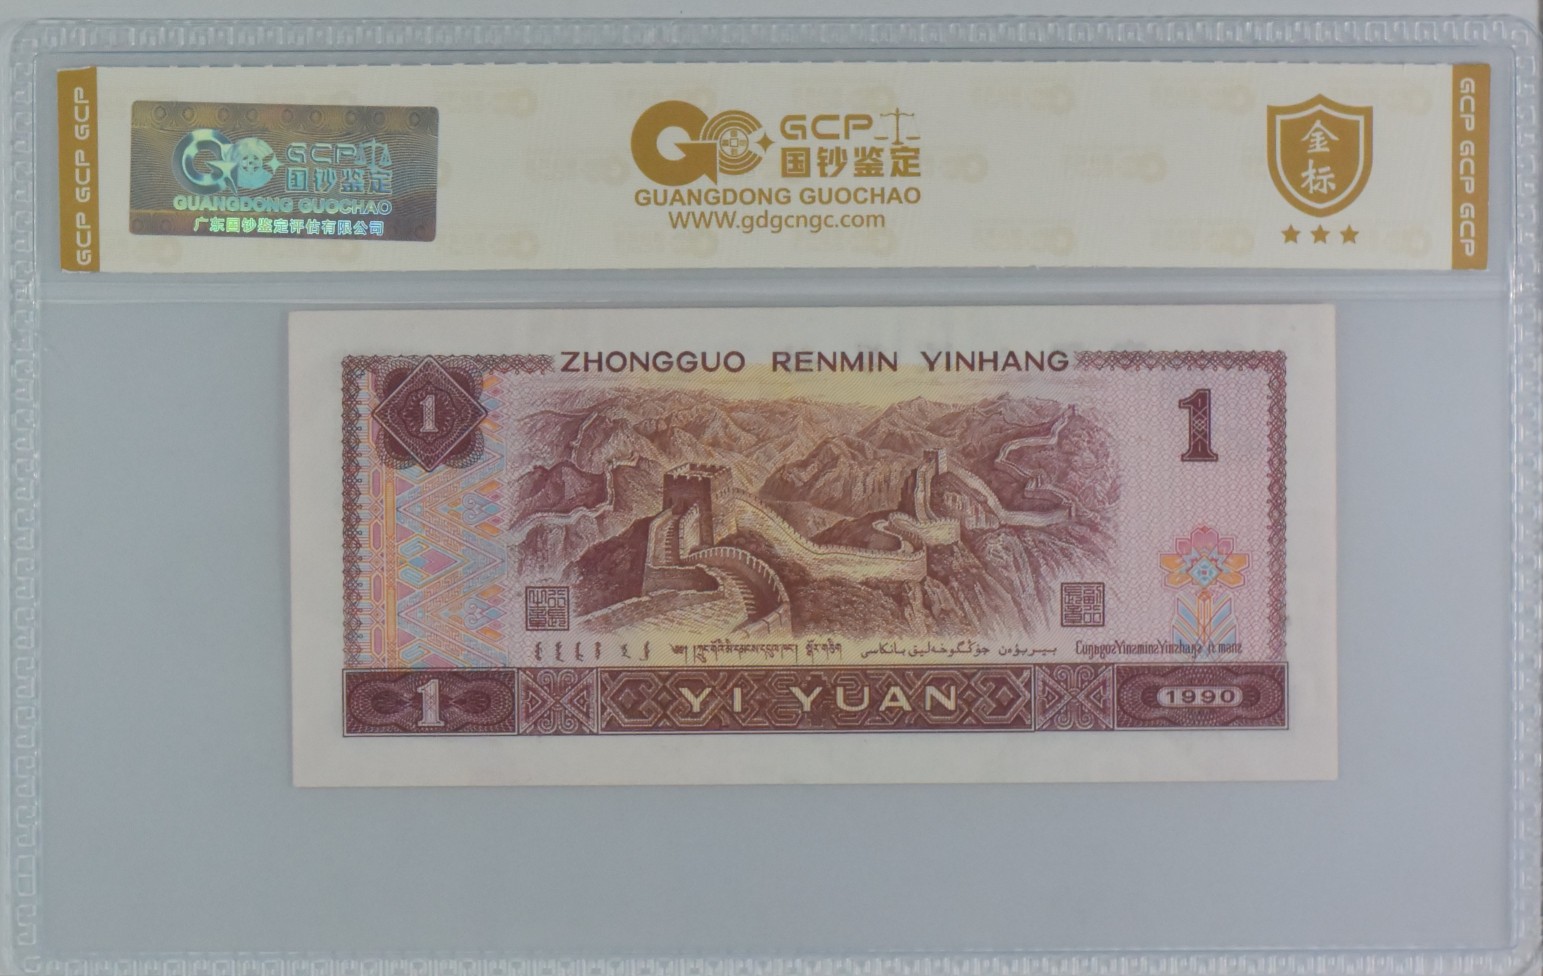 GCP GCP GCP
GCP
国钞鉴定
GUANGDONG GUOCHAO
广东国钞鉴定评估有限公司
GCP
国钞鉴定
GUANGDONG GUOCHAO
WWW.gdgcngc.com
金
标
GCP GCP GCP
ZHONGGUO RENMIN YINHANG
1
1
1
YI YUAN
1990